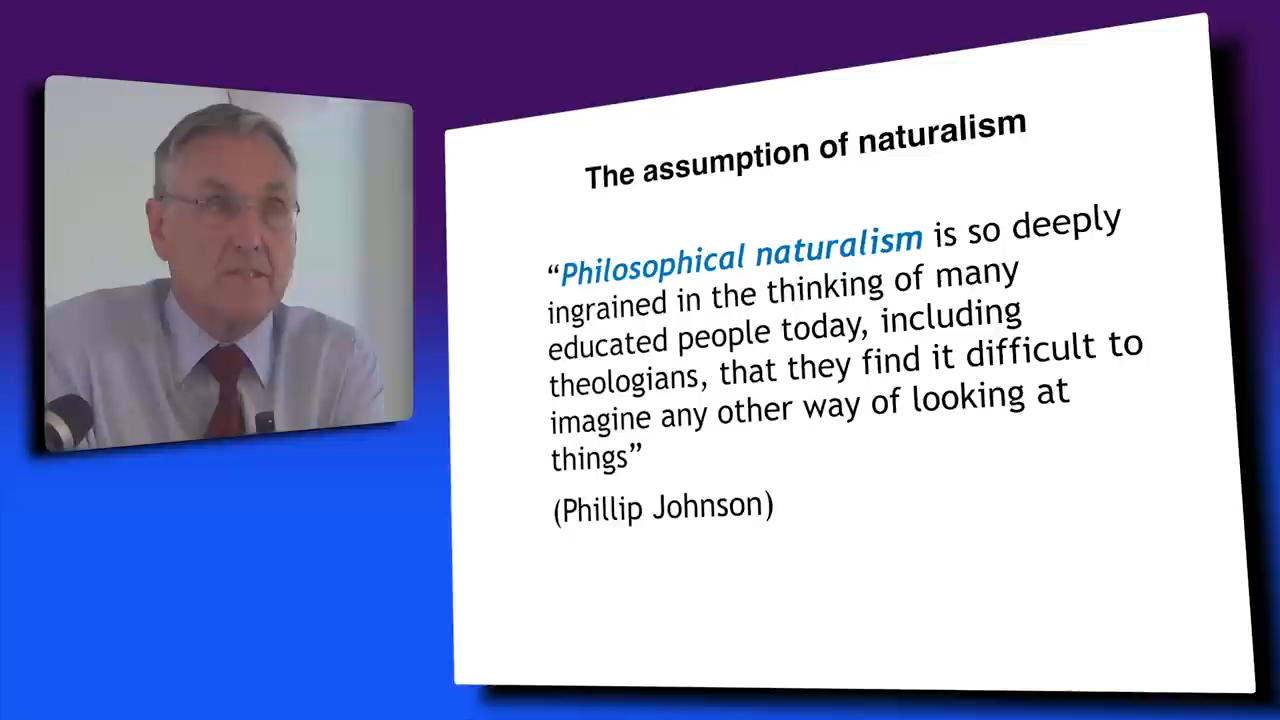 The assumption of naturalism
“Philosophical naturalism is so deeply
ingrained in the thinking of many
educated people today, including
theologians, that they find it difficult to
imagine any other way of looking at
things”
(Phillip Johnson)